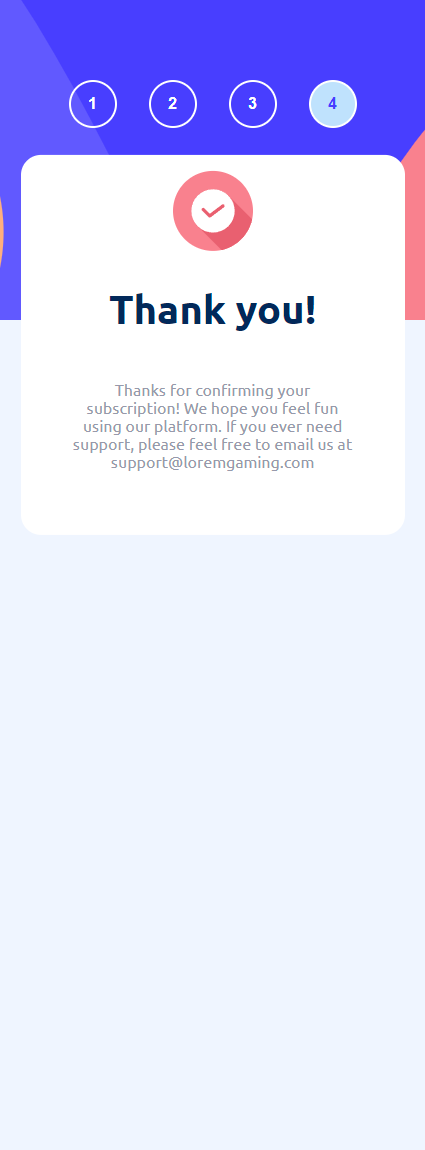 1 2 3 4
Thank you!
Thanks for confirming your
subscription! We hope you feel fun
using our platform. If you ever need
support, please feel free to email us at
support@loremgaming.com